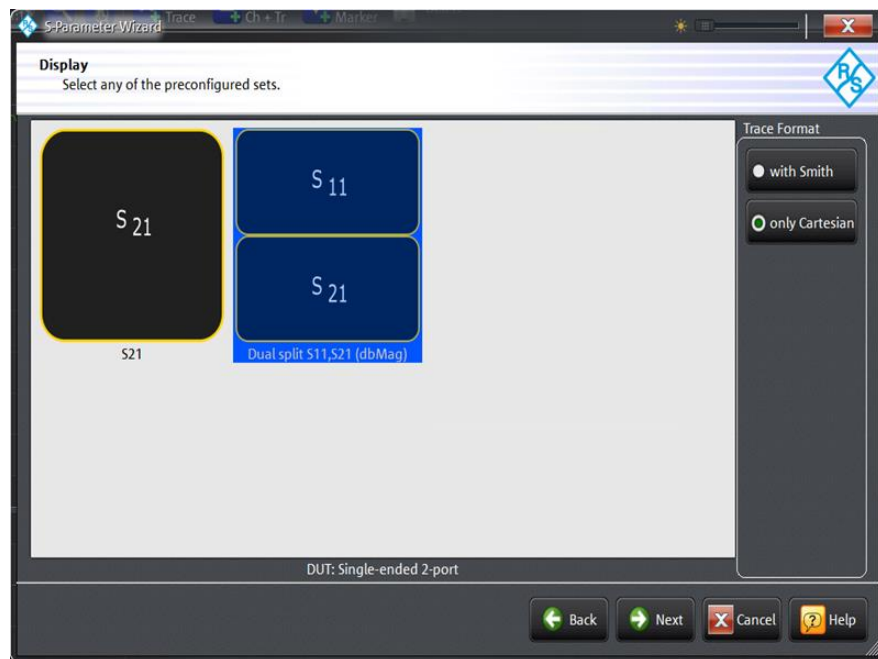 Trace
Ch + Tr
Marker
S-Parameter Wizard
Display
Select any of the preconfigured sets.
R/S
Trace Format
with Smith
only Cartesian
S 21
S 11
S 21
S21
Dual split S11,S21 (dbMag)
DUT: Single-ended 2-port
Back
Next
Cancel
Help